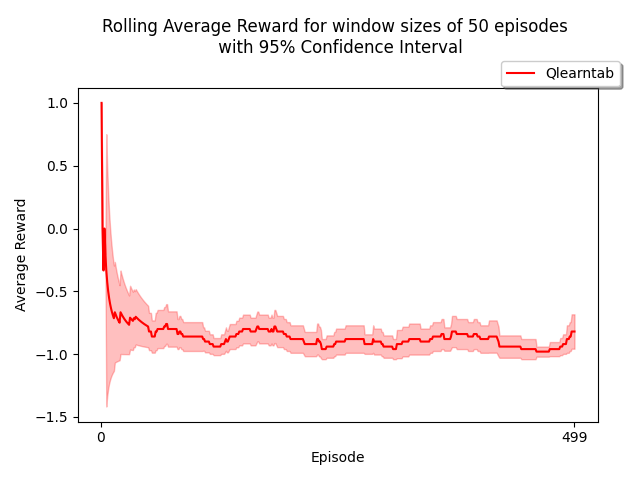 Rolling Average Reward for window sizes of 50 episodes
with 95% Confidence Interval
Qlearntab
1.0
0.5
0.0
−0.5
−1.0
−1.5
Average Reward
0
499
Episode